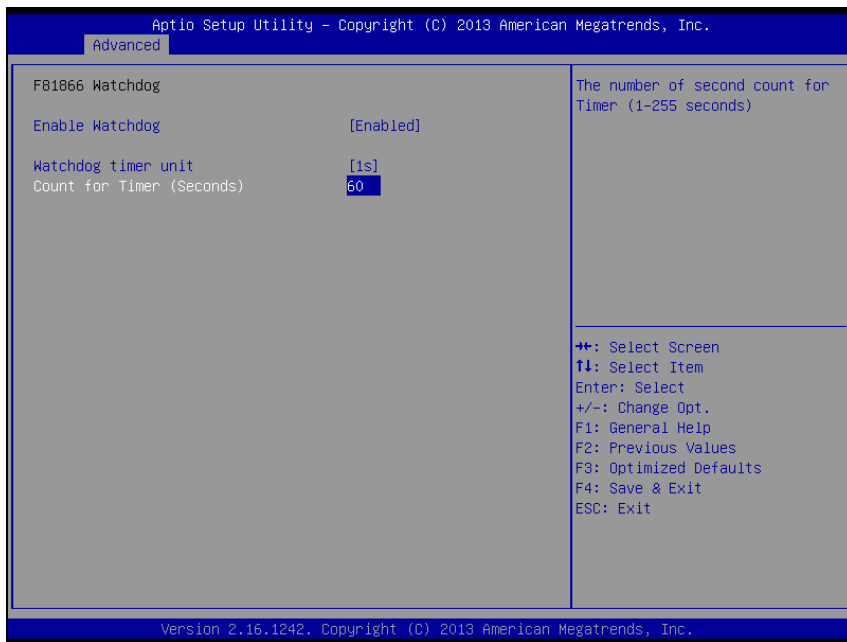 Aptio Setup Utility – Copyright (C) 2013 American Megatrends, Inc.
Advanced
F81866 Watchdog
Enable Watchdog [Enabled]
Watchdog timer unit [1s]
Count for Timer (Seconds) 60
The number of second count for
Timer (1-255 seconds)
→←: Select Screen
↑↓: Select Item
Enter: Select
+/-: Change Opt.
F1: General Help
F2: Previous Values
F3: Optimized Defaults
F4: Save & Exit
ESC: Exit
Version 2.16.1242. Copyright (C) 2013 American Megatrends, Inc.